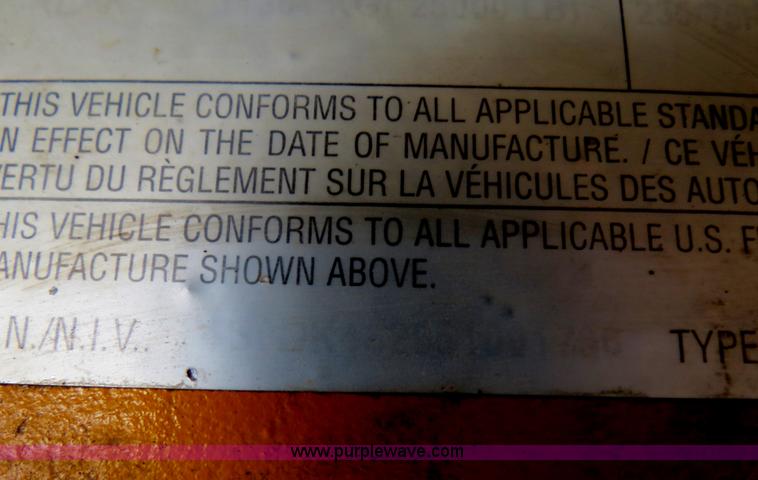 THIS VEHICLE CONFORMS TO ALL APPLICABLE STANDA
N EFFECT ON THE DATE OF MANUFACTURE. / CE VÉH
VERTU DU RÈGLEMENT SUR LA VÉHICULES DES AUTO
HIS VEHICLE CONFORMS TO ALL APPLICABLE U.S. F
ANUFACTURE SHOWN ABOVE.
N./N.I.V.. TYPE
www.purplewave.com